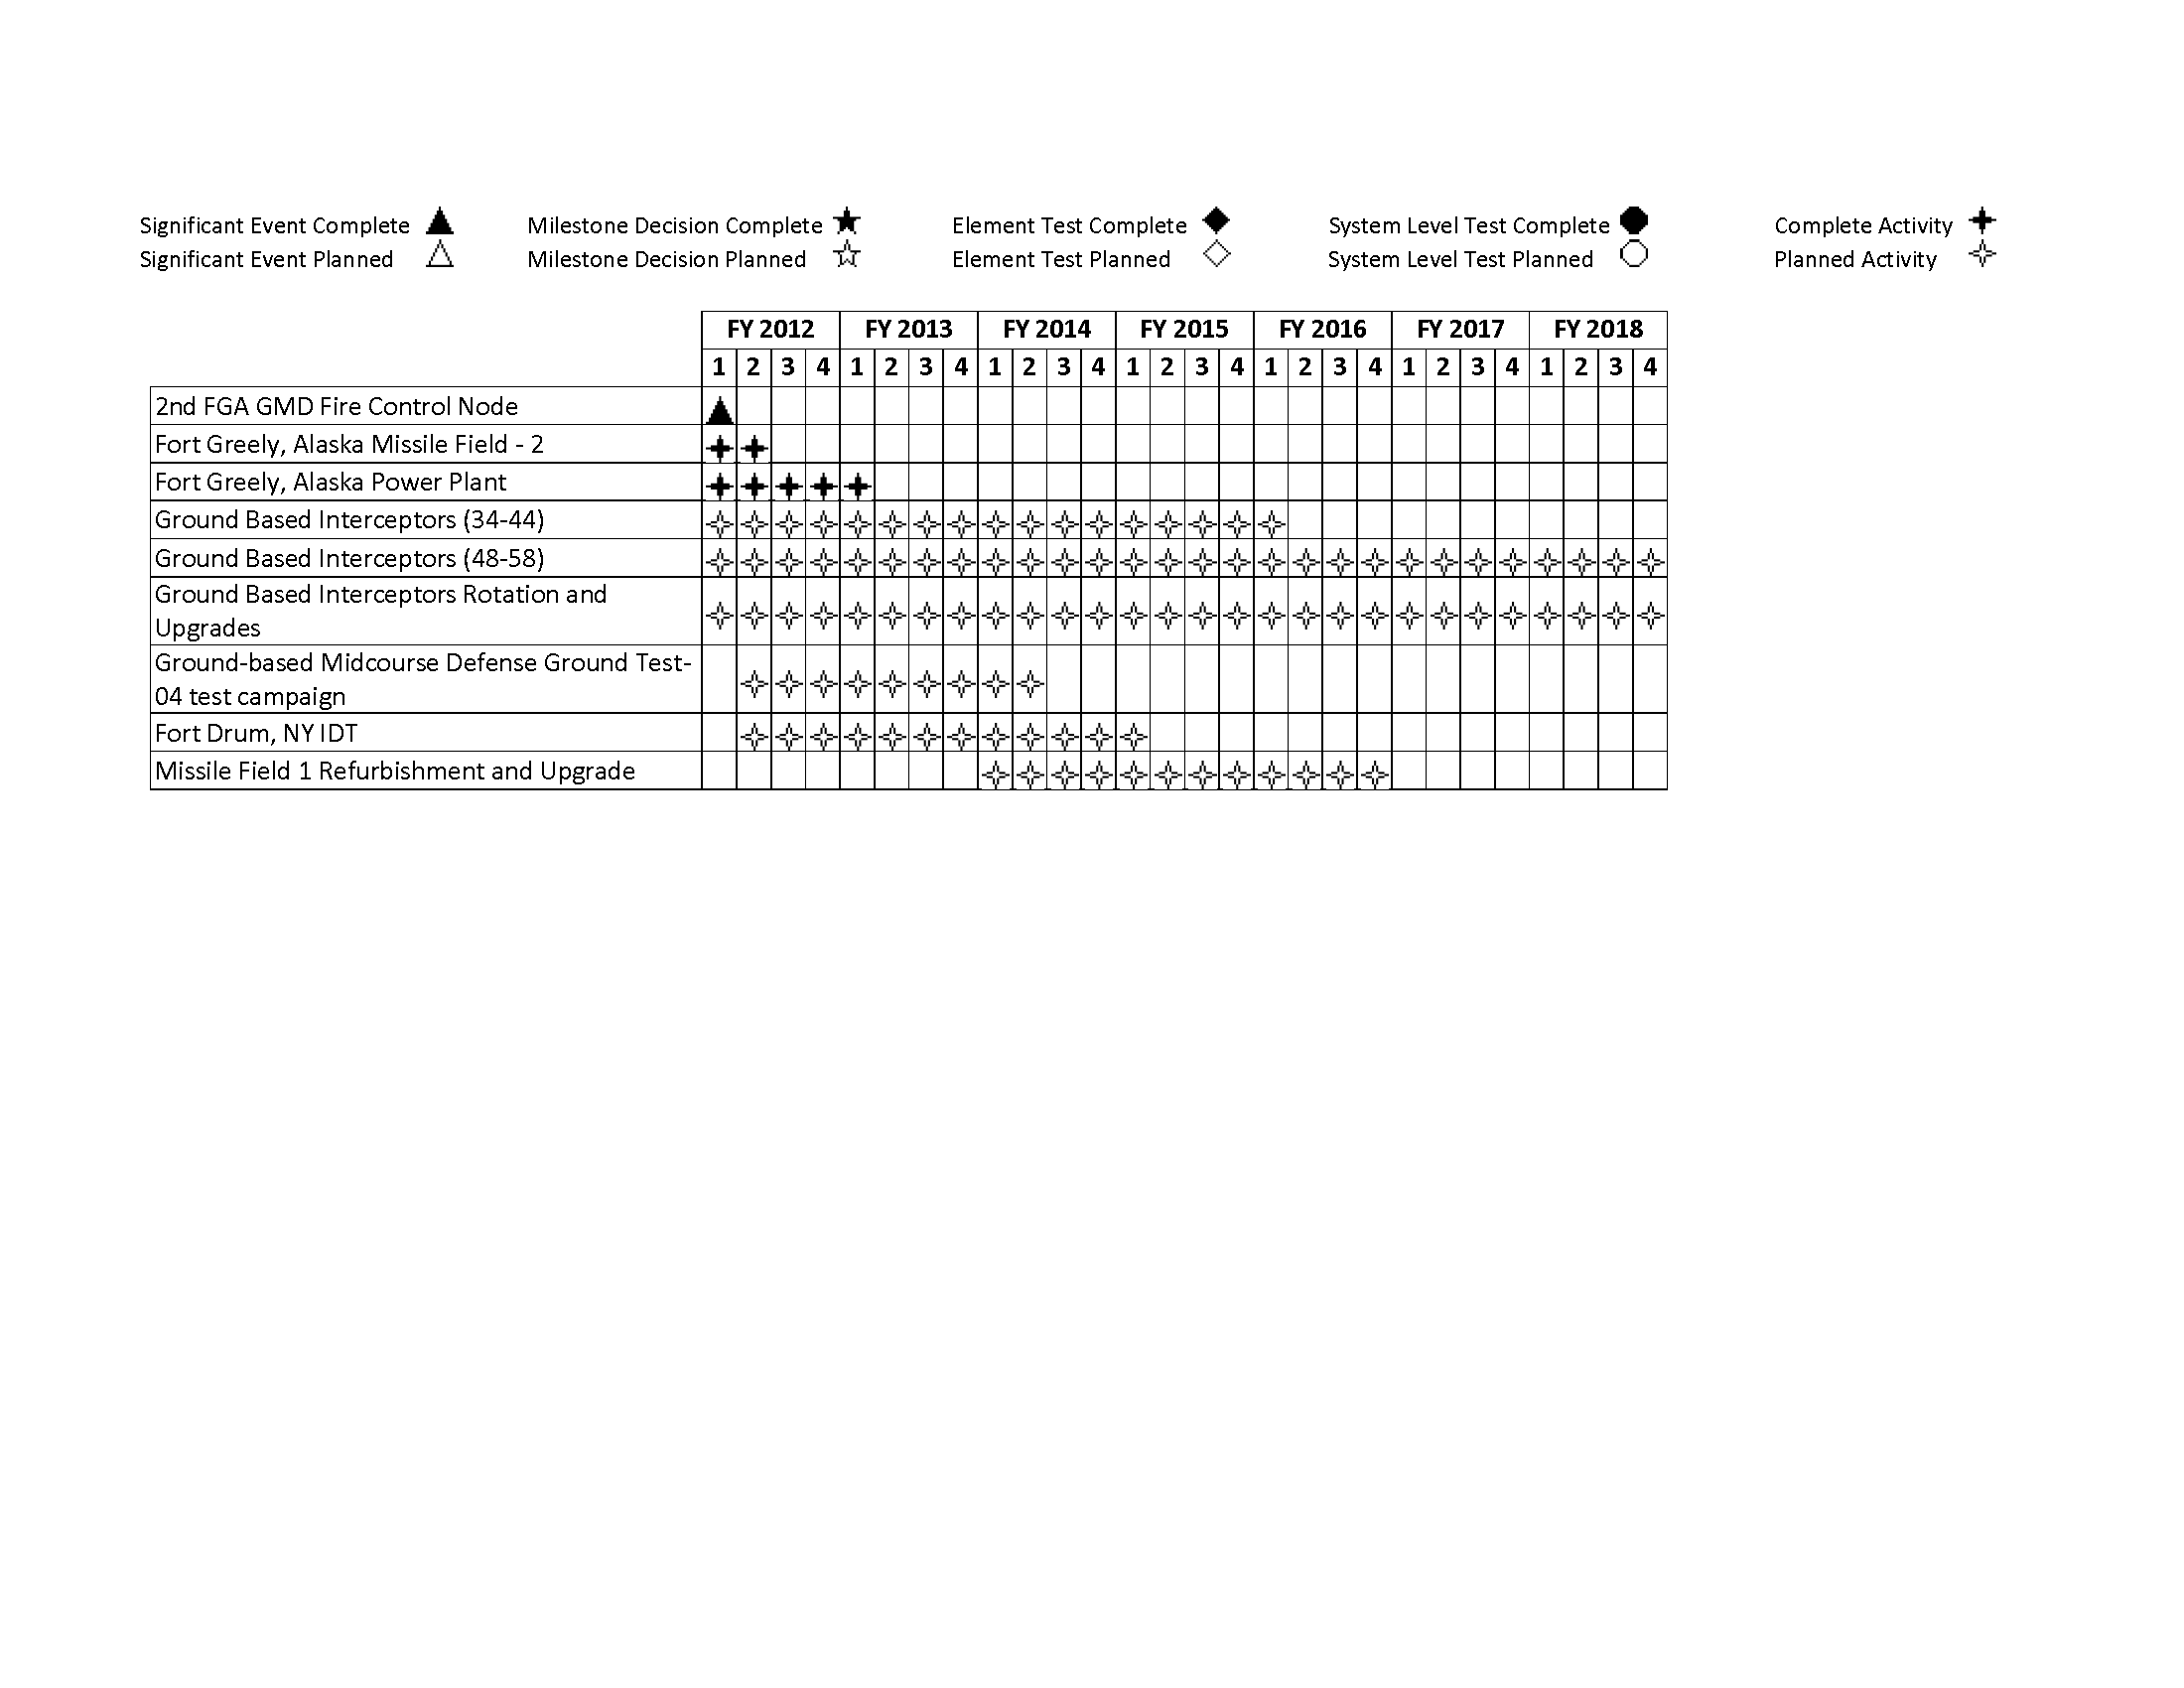 Significant Event Complete Milestone Decision Complete Element Test Complete System Level Test Complete Complete Activity
Significant Event Planned Milestone Decision Planned Element Test Planned System Level Test Planned Planned Activity
FY 2012 FY 2013 FY 2014 FY 2015 FY 2016 FY 2017 FY 2018
1 2 3 4 1 2 3 4 1 2 3 4 1 2 3 4 1 2 3 4 1 2 3 4 1 2 3 4
2nd FGA GMD Fire Control Node
Fort Greely, Alaska Missile Field - 2
Fort Greely, Alaska Power Plant
Ground Based Interceptors (34-44)
Ground Based Interceptors (48-58)
Ground Based Interceptors Rotation and
Upgrades
Ground-based Midcourse Defense Ground Test-
04 test campaign
Fort Drum, NY IDT
Missile Field 1 Refurbishment and Upgrade